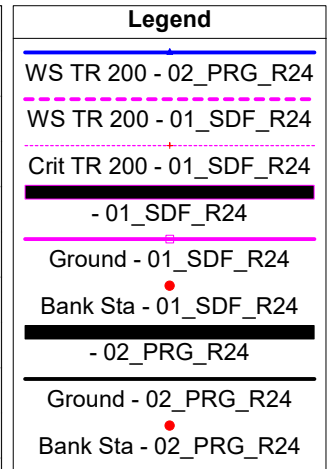 Legend
WS TR 200 - 02_PRG_R24
WS TR 200 - 01_SDF_R24
Crit TR 200 - 01_SDF_R24
- 01_SDF_R24
Ground - 01_SDF_R24
Bank Sta - 01_SDF_R24
- 02_PRG_R24
Ground - 02_PRG_R24
Bank Sta - 02_PRG_R24